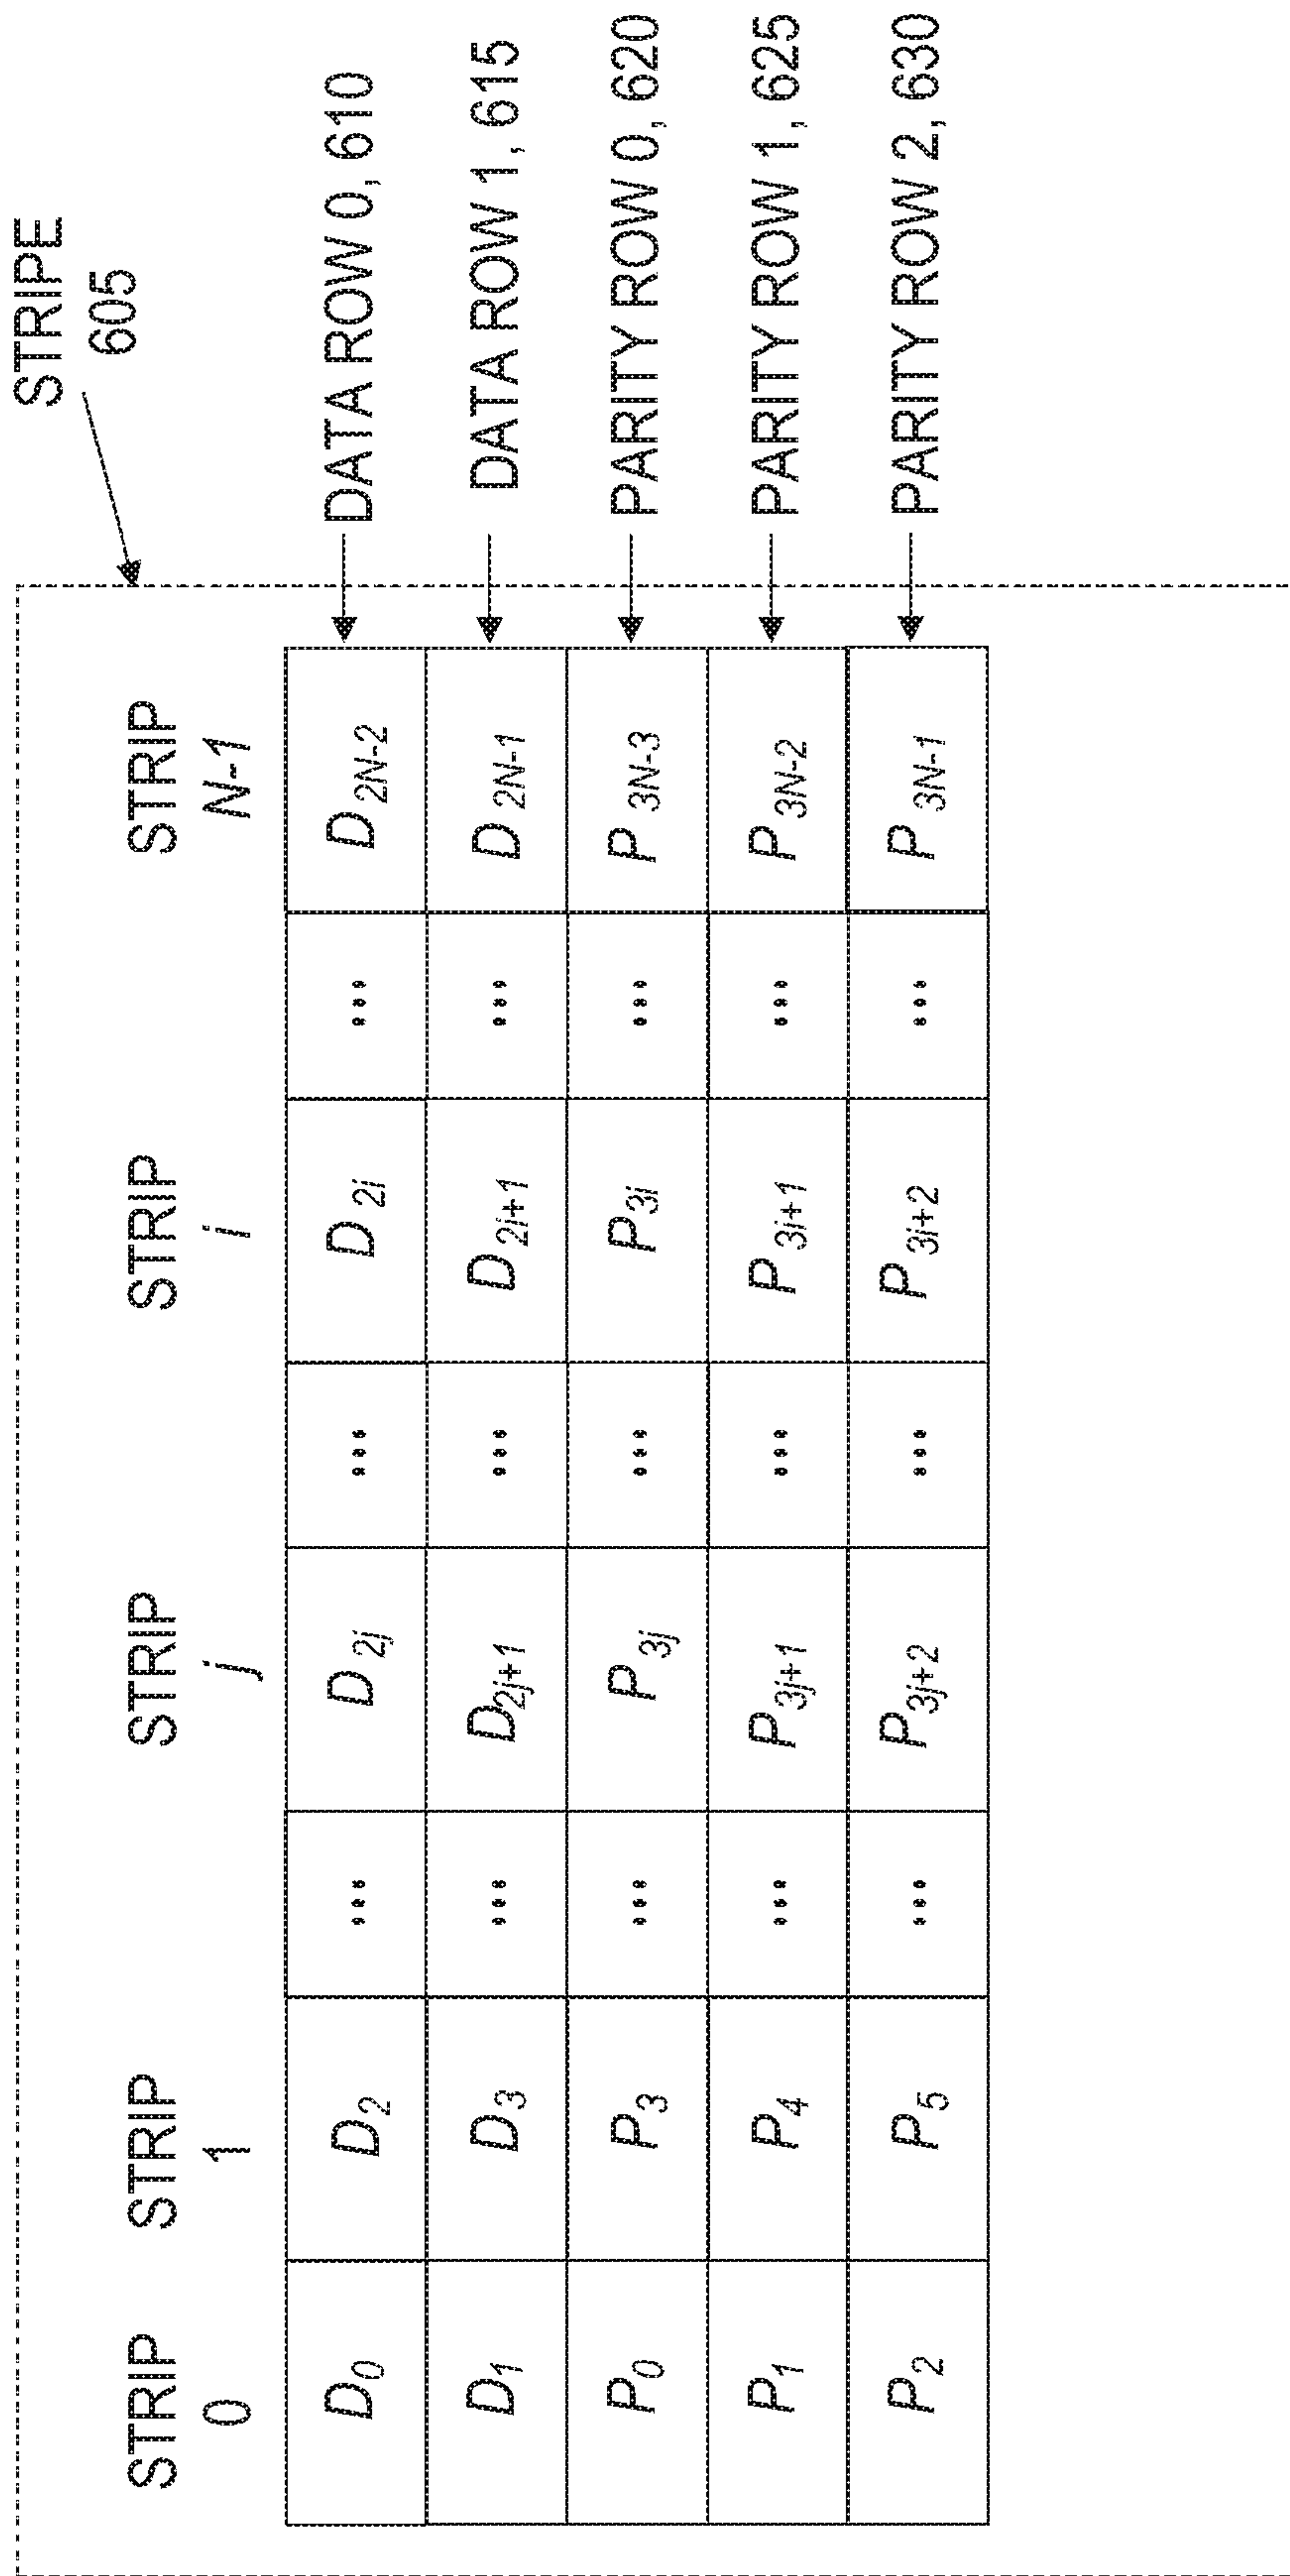 STRIPE
605
STRIP 0 STRIP 1 STRIP j STRIP i STRIP N-1
D0 D2 ... D2j ... D2i ... D2N-2 DATA ROW 0, 610
D1 D3 ... D2j+1 ... D2i+1 ... D2N-1 DATA ROW 1, 615
P0 P3 ... P3j ... P3i ... P3N-3 PARITY ROW 0, 620
P1 P4 ... P3j+1 ... P3i+1 ... P3N-2 PARITY ROW 1, 625
P2 P5 ... P3j+2 ... P3i+2 ... P3N-1 PARITY ROW 2, 630